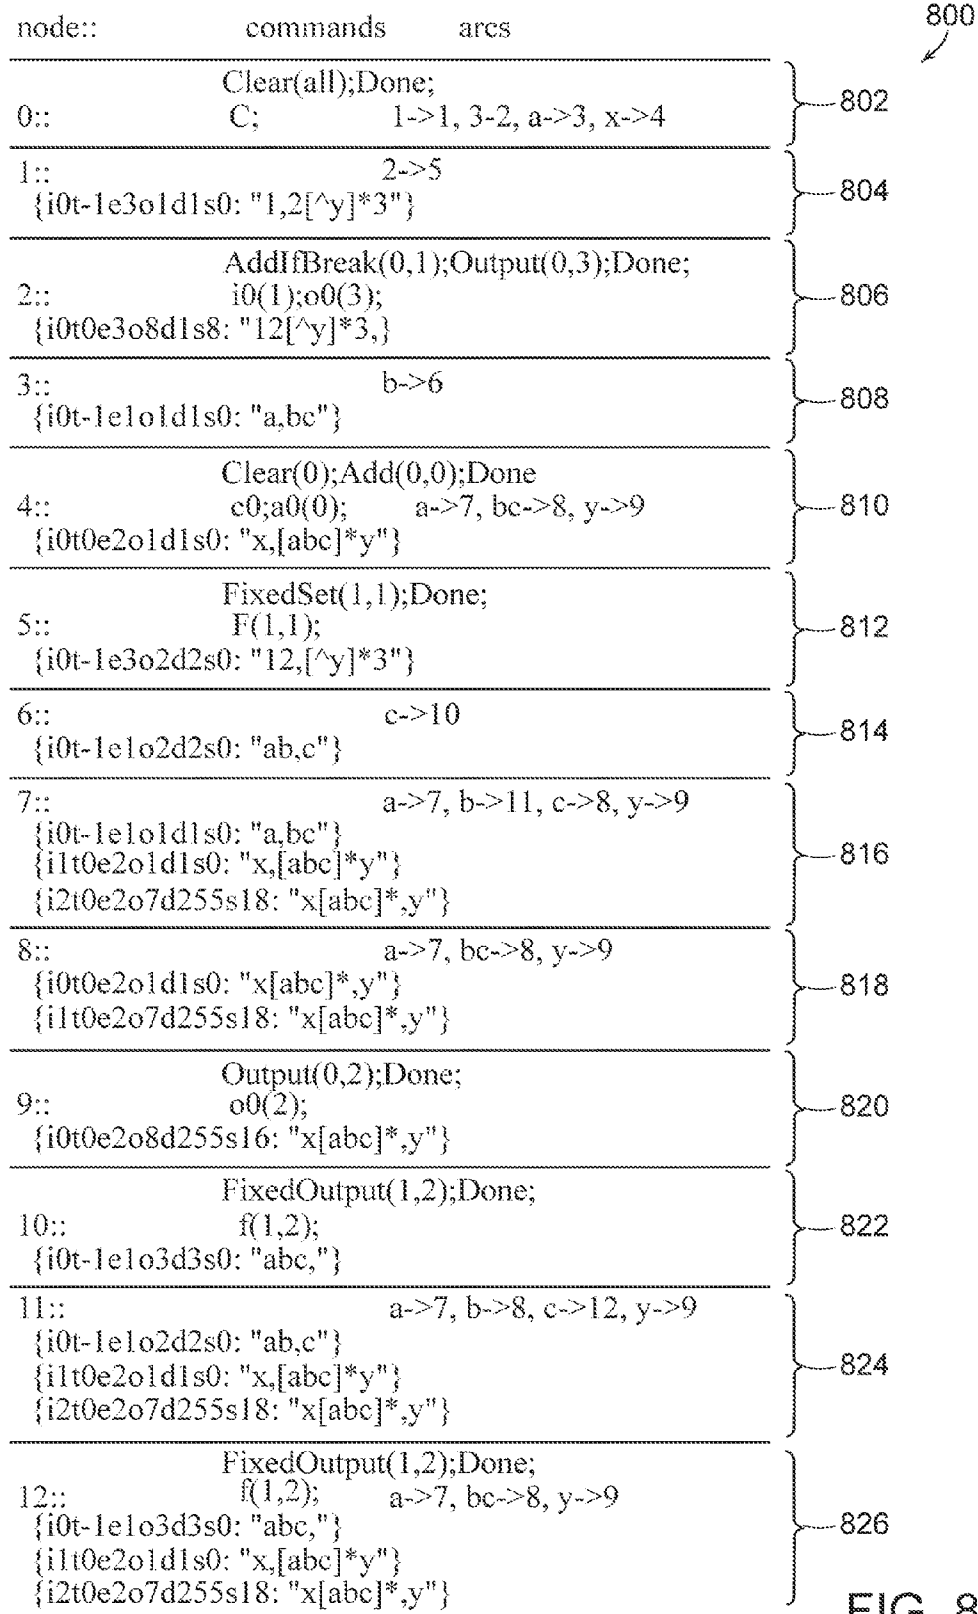 node:: commands arcs
800
Clear(all);Done;
0:: C; 1->1, 3-2, a->3, x->4
802
1:: 2->5
{i0t-1e3o1d1s0: "1,2[^y]*3"}
804
AddIfBreak(0,1);Output(0,3);Done;
2:: i0(1);o0(3);
{i0t0e3o8d1s8: "12[^y]*3,}
806
3:: b->6
{i0t-1e1o1d1s0: "a,bc"}
808
Clear(0);Add(0,0);Done
4:: c0;a0(0); a->7, bc->8, y->9
{i0t0e2o1d1s0: "x,[abc]*y"}
810
FixedSet(1,1);Done;
5:: F(1,1);
{i0t-1e3o2d2s0: "12,[^y]*3"}
812
6:: c->10
{i0t-1e1o2d2s0: "ab,c"}
814
7:: a->7, b->11, c->8, y->9
{i0t-1e1o1d1s0: "a,bc"}
{i1t0e2o1d1s0: "x,[abc]*y"}
{i2t0e2o7d255s18: "x[abc]*,y"}
816
8:: a->7, bc->8, y->9
{i0t0e2o1d1s0: "x[abc]*,y"}
{i1t0e2o7d255s18: "x[abc]*,y"}
818
Output(0,2);Done;
9:: o0(2);
{i0t0e2o8d255s16: "x[abc]*,y"}
820
FixedOutput(1,2);Done;
10:: f(1,2);
{i0t-1e1o3d3s0: "abc,"}
822
11:: a->7, b->8, c->12, y->9
{i0t-1e1o2d2s0: "ab,c"}
{i1t0e2o1d1s0: "x,[abc]*y"}
{i2t0e2o7d255s18: "x[abc]*,y"}
824
FixedOutput(1,2);Done;
12:: f(1,2); a->7, bc->8, y->9
{i0t-1e1o3d3s0: "abc,"}
{i1t0e2o1d1s0: "x,[abc]*y"}
{i2t0e2o7d255s18: "x[abc]*,y"}
826
FIG. 8